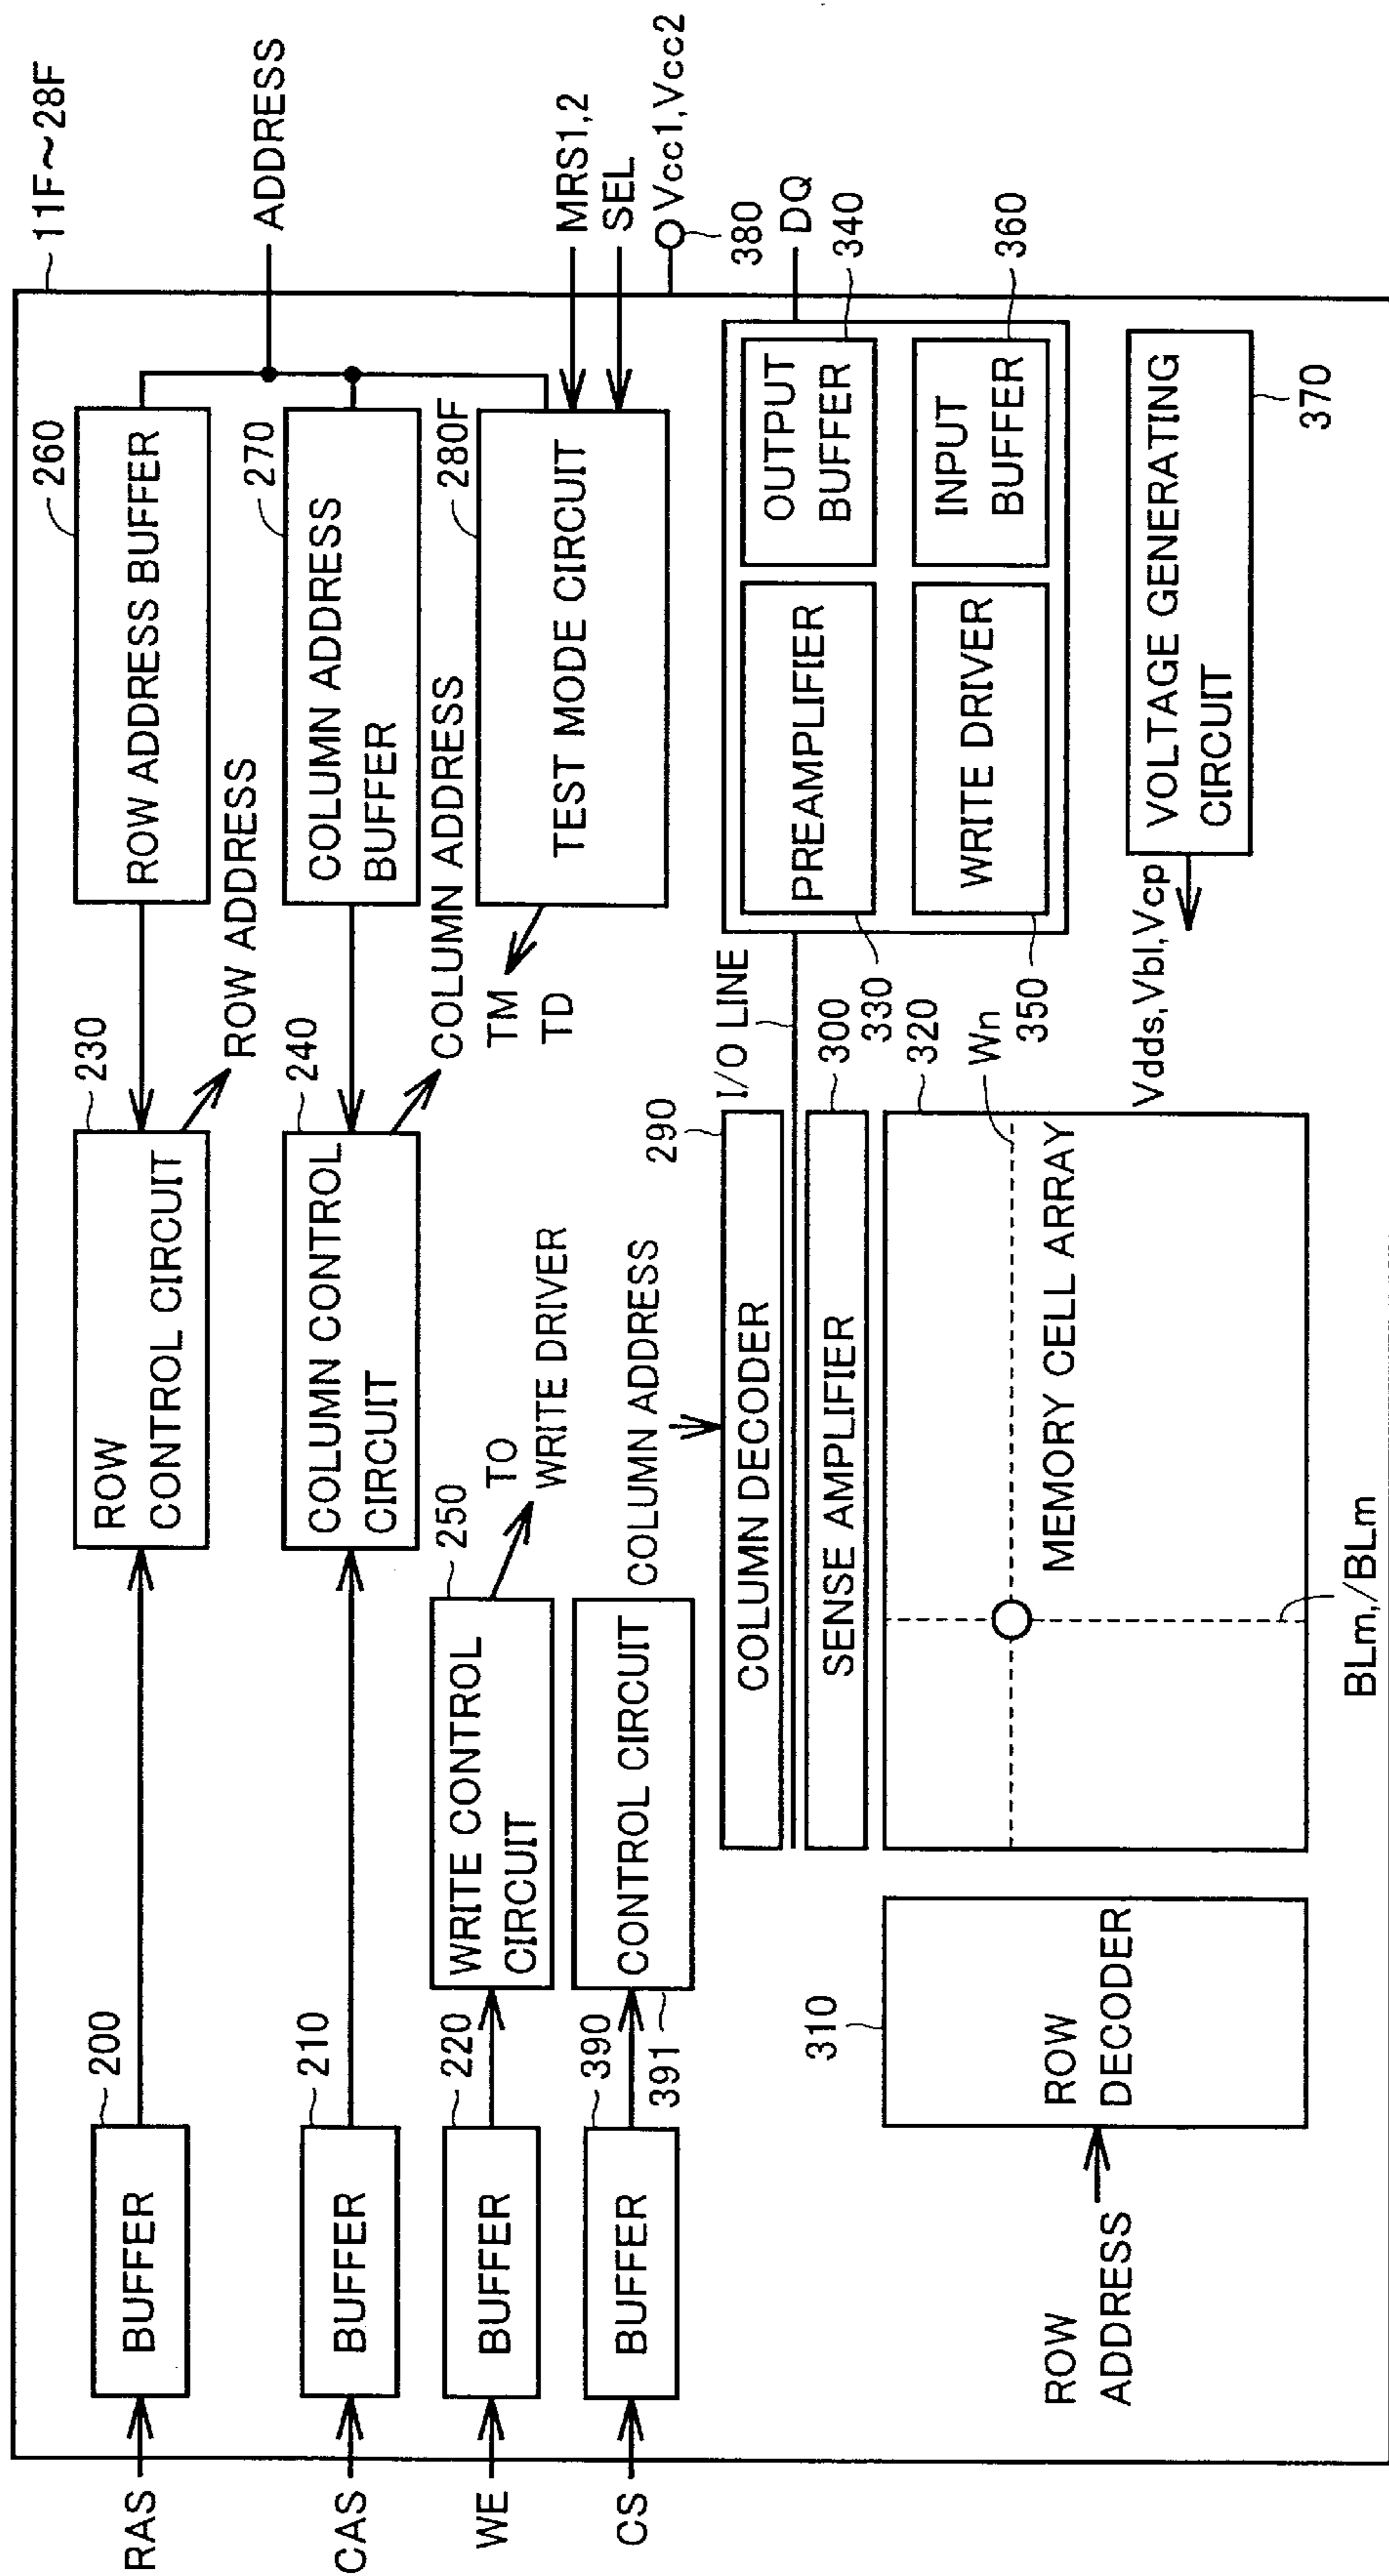 11F~28F
RAS
BUFFER
200
ROW
CONTROL CIRCUIT
230
ROW ADDRESS
ROW ADDRESS BUFFER
260
ADDRESS
CAS
BUFFER
210
COLUMN CONTROL
CIRCUIT
240
COLUMN ADDRESS
COLUMN ADDRESS
BUFFER
270
WE
BUFFER
220
WRITE CONTROL
CIRCUIT
250
TO
WRITE DRIVER
TM
TD
TEST MODE CIRCUIT
280F
MRS1,2
SEL
CS
BUFFER
390
CONTROL CIRCUIT
391
COLUMN ADDRESS
Vcc1,Vcc2
380
COLUMN DECODER
290
I/O LINE
SENSE AMPLIFIER
300
PREAMPLIFIER
330
OUTPUT
BUFFER
340
DQ
WRITE DRIVER
350
INPUT
BUFFER
360
ROW
ADDRESS
ROW
DECODER
310
MEMORY CELL ARRAY
320
Wn
BLm,/BLm
Vdds,Vbl,Vcp
VOLTAGE GENERATING
CIRCUIT
370